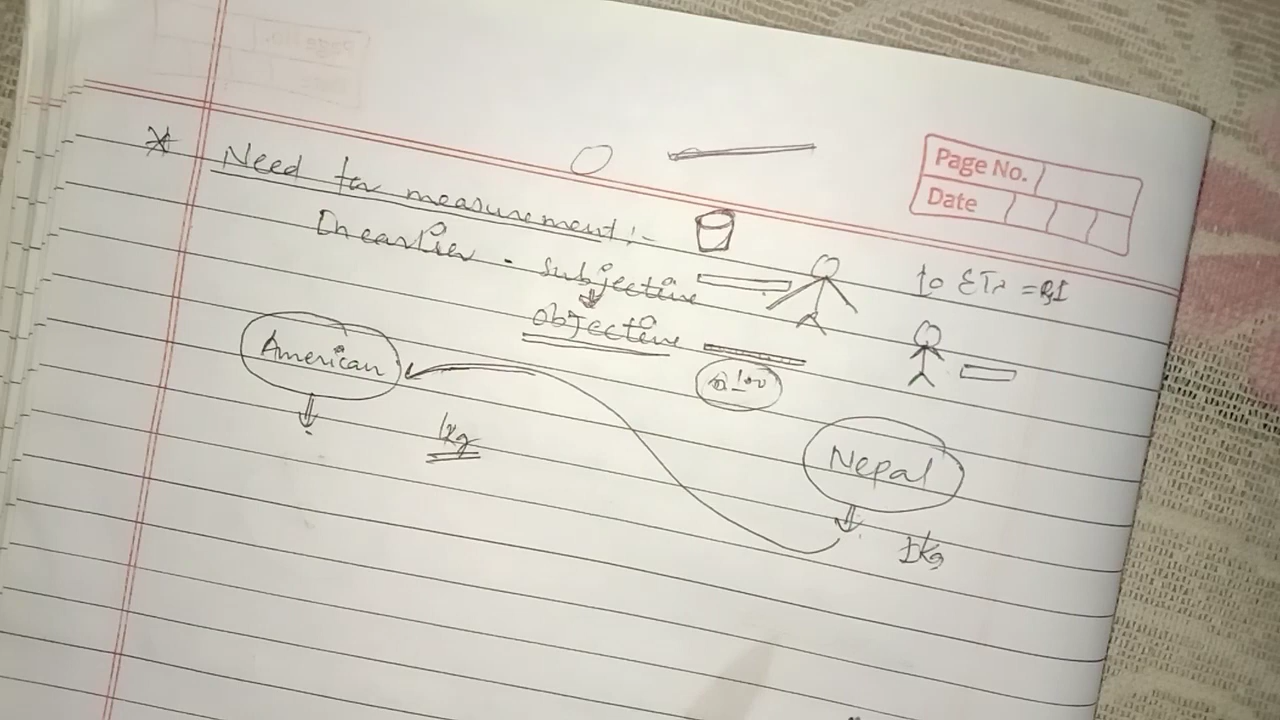 Page No.
Date
* Need for measurement :-
In earlier - subjective
objective
American
1kg
Nepal
1kg